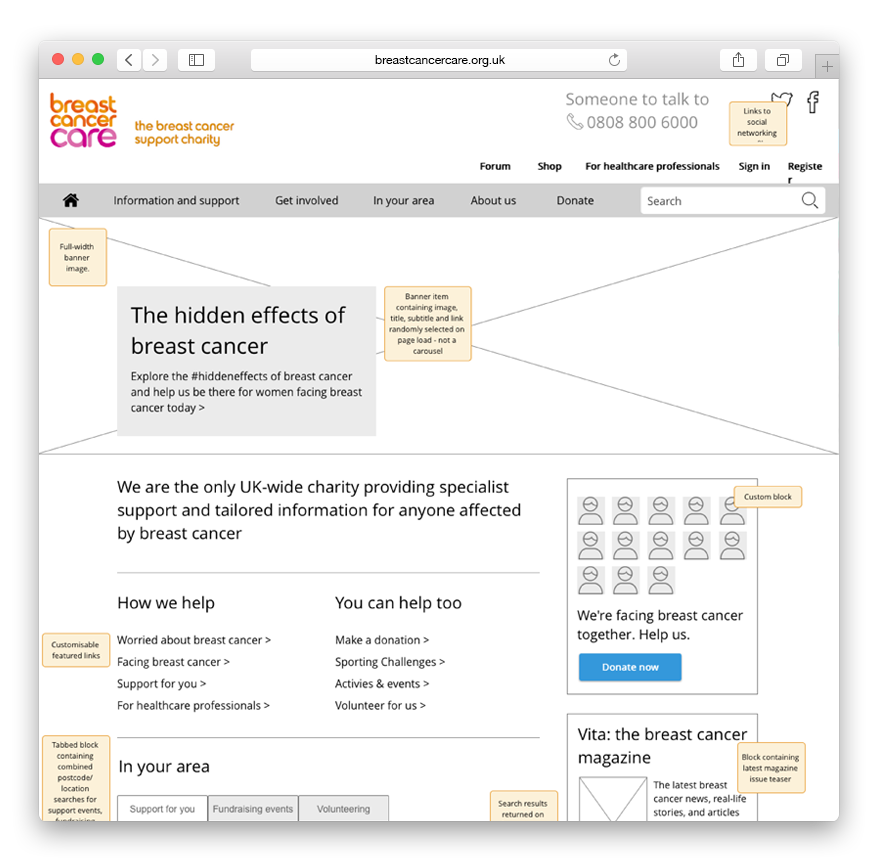 breastcancercare.org.uk
breast
cancer
care
the breast cancer
support charity
Someone to talk to
0808 800 6000
Links to
social
networking
Forum
Shop
For healthcare professionals
Sign in
Registe
r
Information and support
Get involved
In your area
About us
Donate
Search
Full-width
banner
image.
The hidden effects of
breast cancer
Explore the #hiddeneffects of breast cancer
and help us be there for women facing breast
cancer today >
Banner item
containing image,
title, subtitle and link
randomly selected on
page load - not a
carousel
We are the only UK-wide charity providing specialist
support and tailored information for anyone affected
by breast cancer
Custom block
We're facing breast cancer
together. Help us.
Donate now
How we help
Worried about breast cancer >
Facing breast cancer >
Support for you >
For healthcare professionals >
You can help too
Make a donation >
Sporting Challenges >
Activies & events >
Volunteer for us >
Customisable
featured links
Tabbed block
containing
combined
postcode/
location
searches for
support events,
fundraising
In your area
Support for you
Fundraising events
Volunteering
Search results
returned on
Vita: the breast cancer
magazine
The latest breast
cancer news, real-life
stories, and articles
Block containing
latest magazine
issue teaser